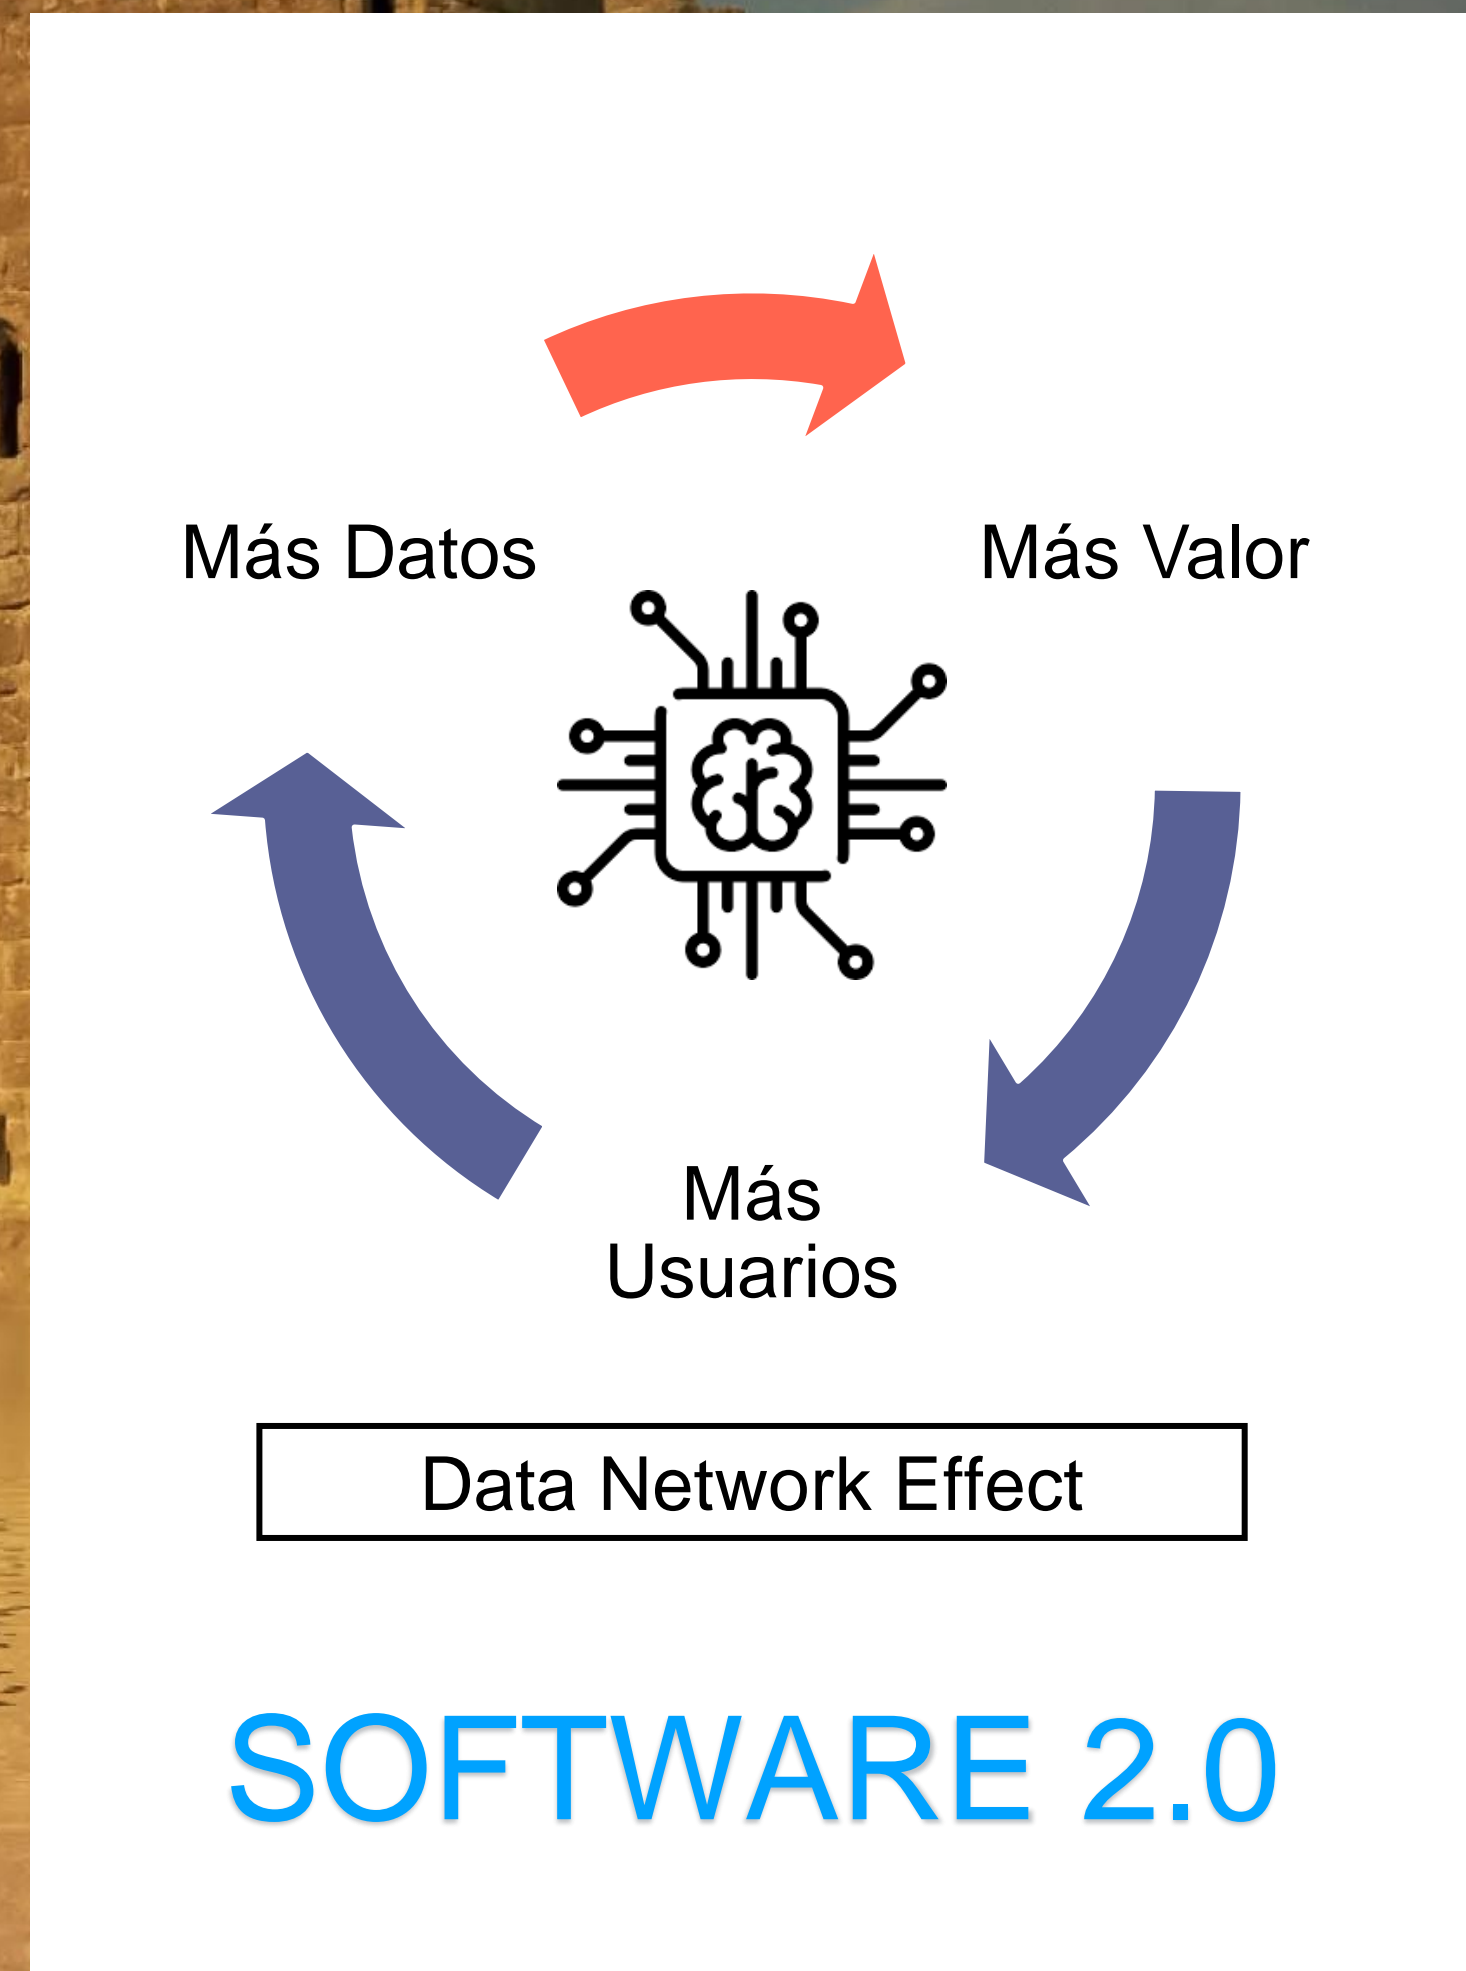 Más Datos
Más Valor
Más
Usuarios
Data Network Effect
SOFTWARE 2.0